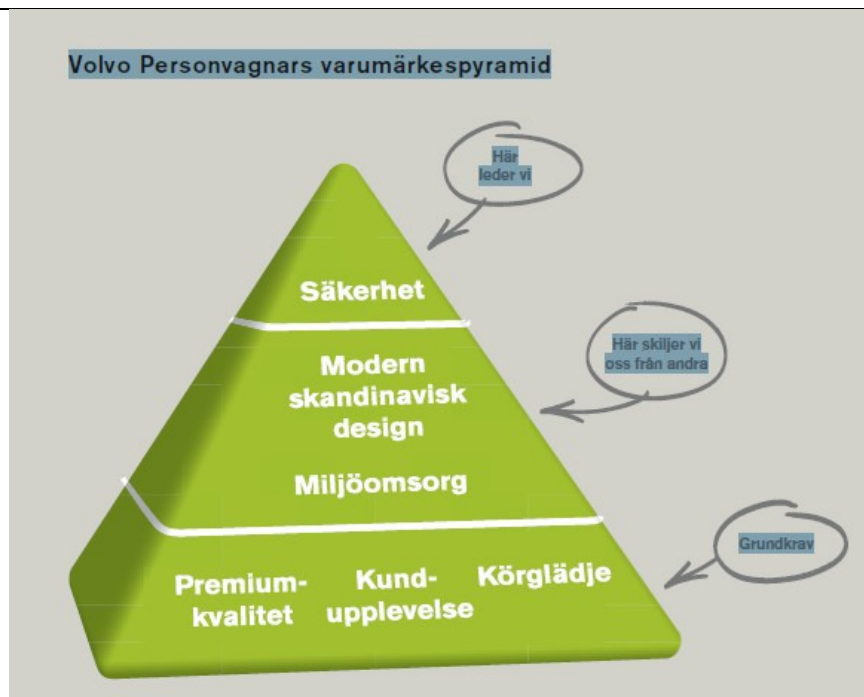 Volvo Personvagnars varumärkespyramid
Här
leder vi
Säkerhet
Här skiljer vi
oss från andra
Modern
skandinavisk
design
Miljöomsorg
Grundkrav
Premium-
kvalitet
Kund-
upplevelse
Körglädje